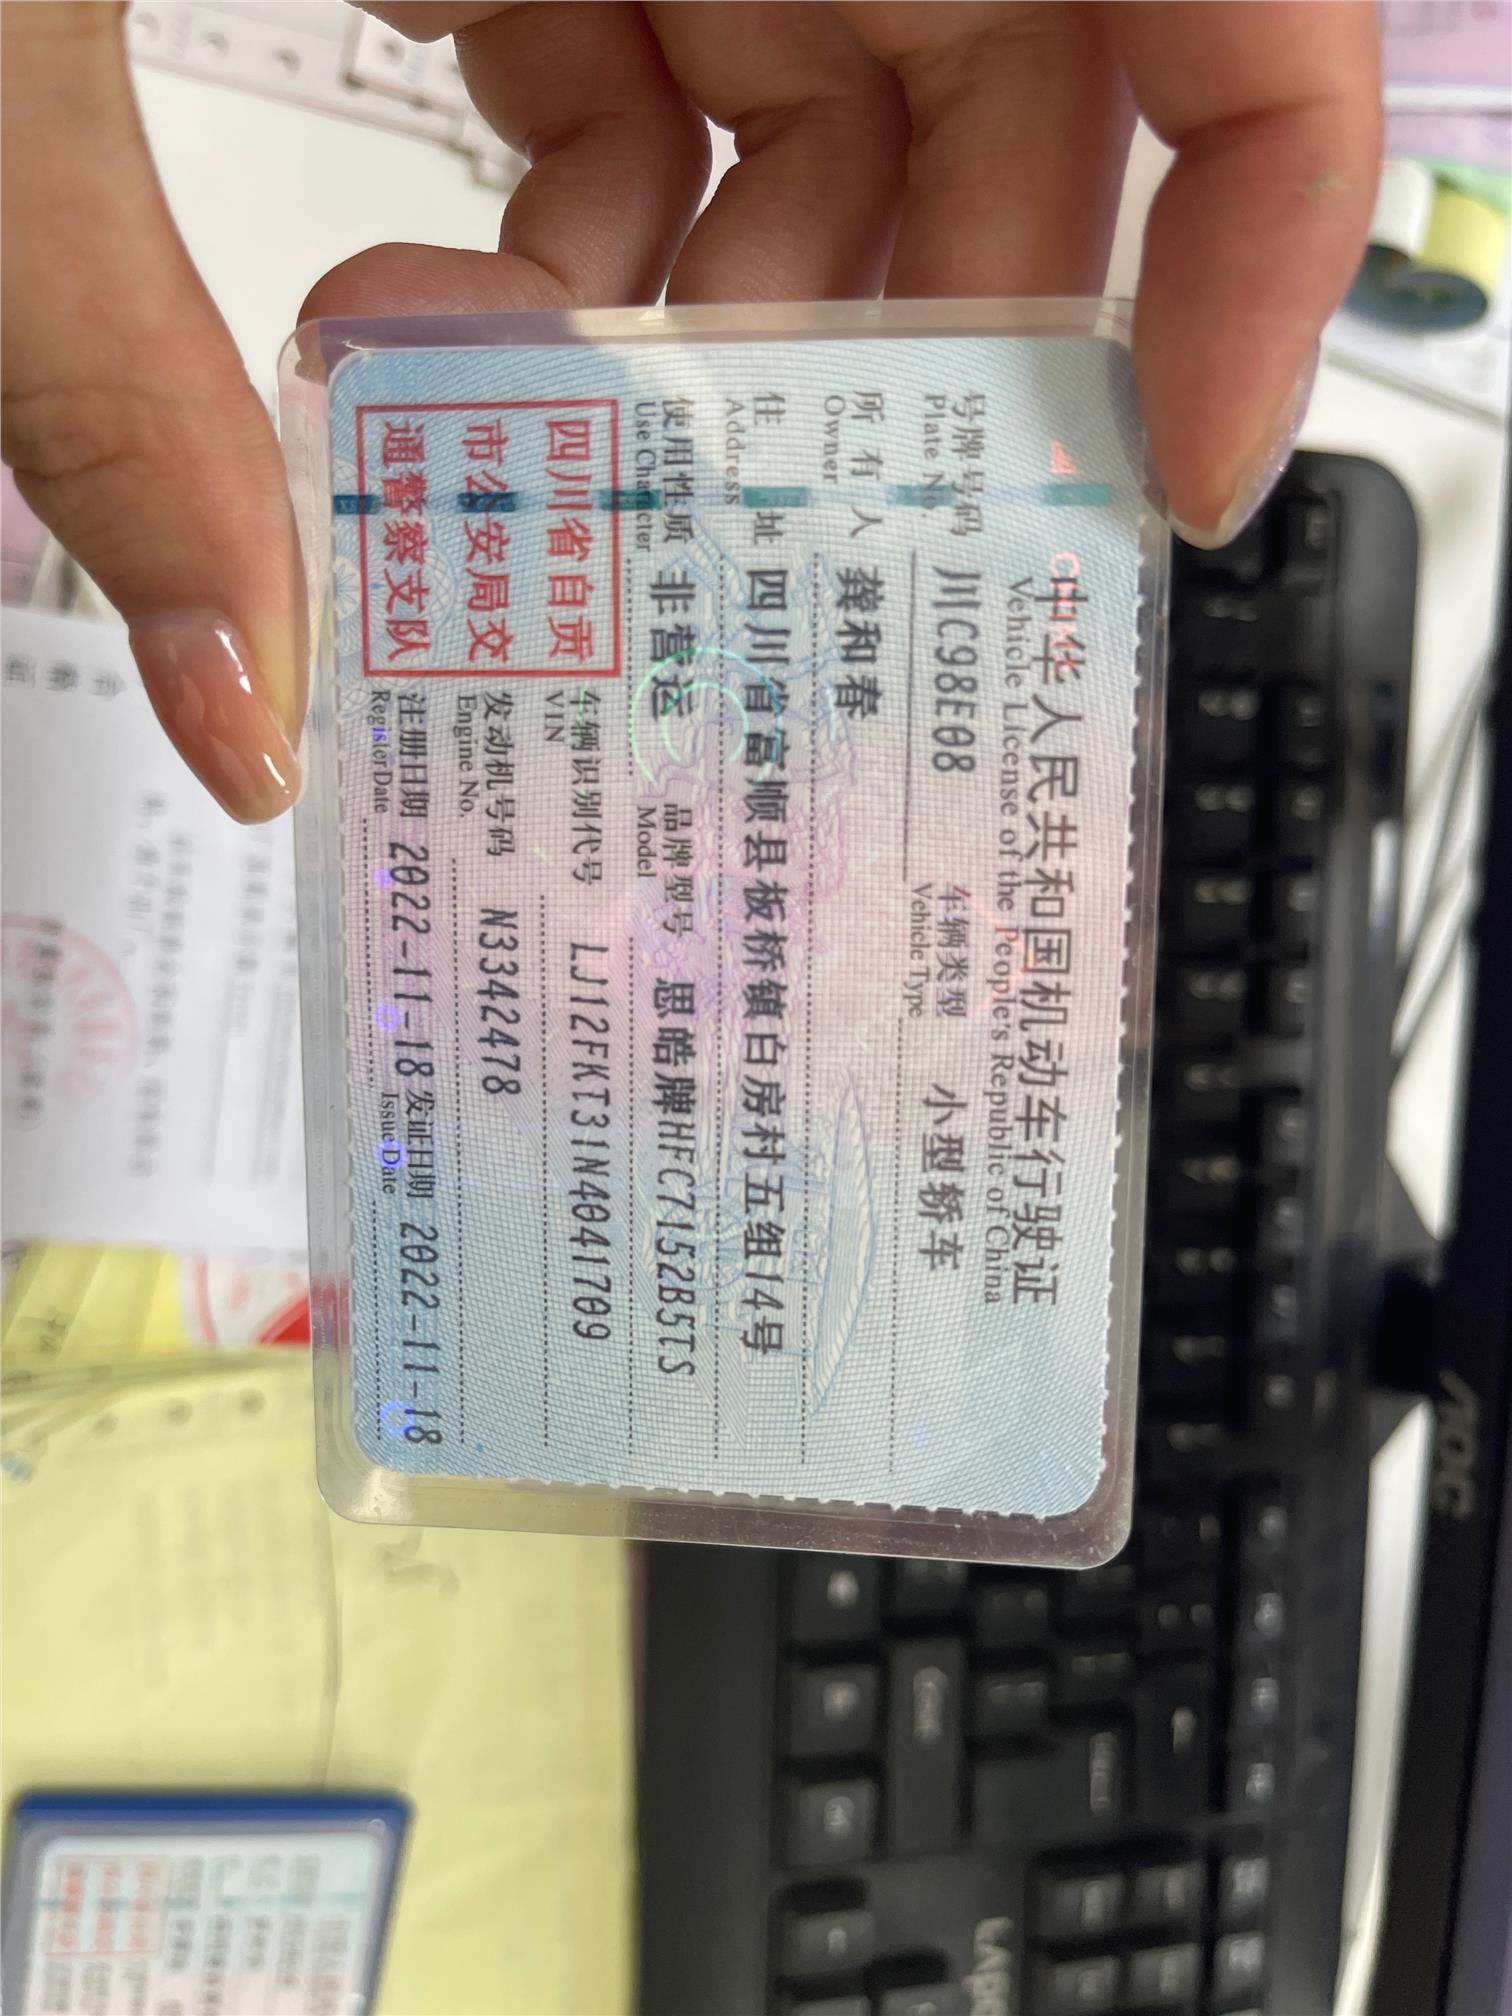 中华人民共和国机动车行驶证
Vehicle License of the People's Republic of China
号牌号码 川C98E08 车辆类型 小型轿车
Plate No. Vehicle Type
所有人 龚和春
Owner
住址 四川省富顺县板桥镇白房村五组14号
Address
使用性质 非营运 品牌型号 思皓牌HFC7152B5TS
Use Character Model
四川省自贡
市公安局交
通警察支队
车辆识别代号 LJ12FKT31N4041709
VIN
发动机号码 N3342478
Engine No.
注册日期 2022-11-18 发证日期 2022-11-18
Register Date Issue Date
AOC